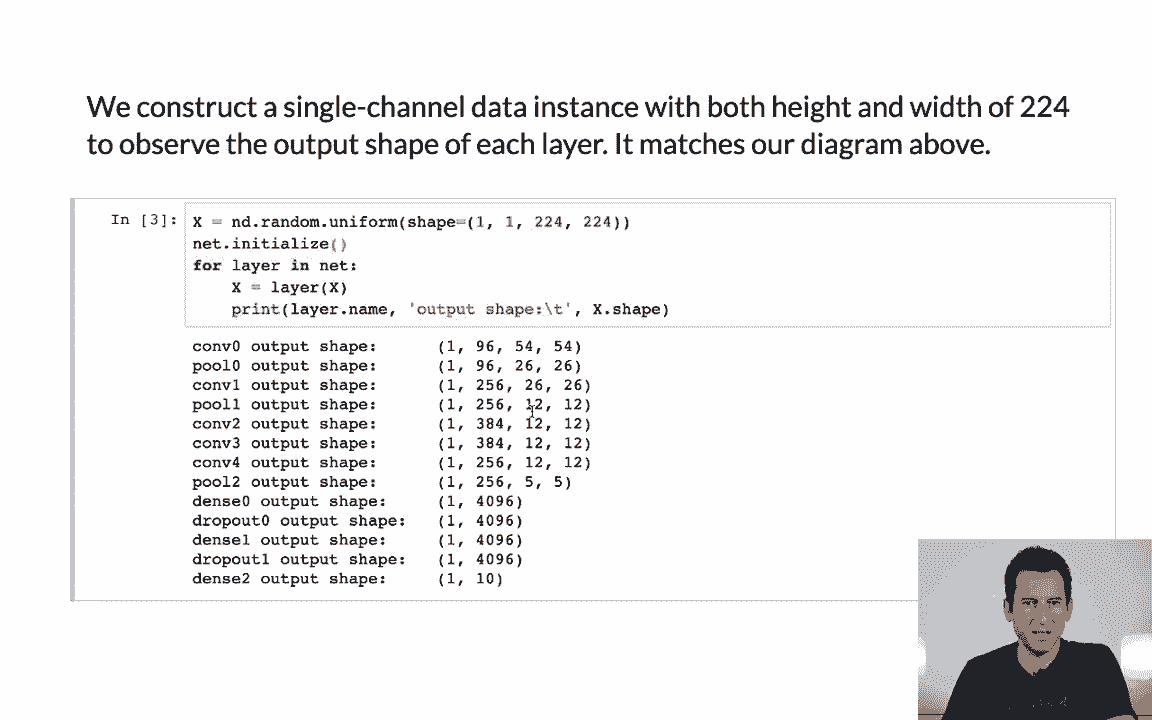 We construct a single-channel data instance with both height and width of 224
to observe the output shape of each layer. It matches our diagram above.
In [3]: X = nd.random.uniform(shape=(1, 1, 224, 224))
net.initialize()
for layer in net:
    X = layer(X)
    print(layer.name, 'output shape:\t', X.shape)
conv0 output shape: (1, 96, 54, 54)
pool0 output shape: (1, 96, 26, 26)
conv1 output shape: (1, 256, 26, 26)
pool1 output shape: (1, 256, 12, 12)
conv2 output shape: (1, 384, 12, 12)
conv3 output shape: (1, 384, 12, 12)
conv4 output shape: (1, 256, 12, 12)
pool2 output shape: (1, 256, 5, 5)
dense0 output shape: (1, 4096)
dropout0 output shape: (1, 4096)
dense1 output shape: (1, 4096)
dropout1 output shape: (1, 4096)
dense2 output shape: (1, 10)